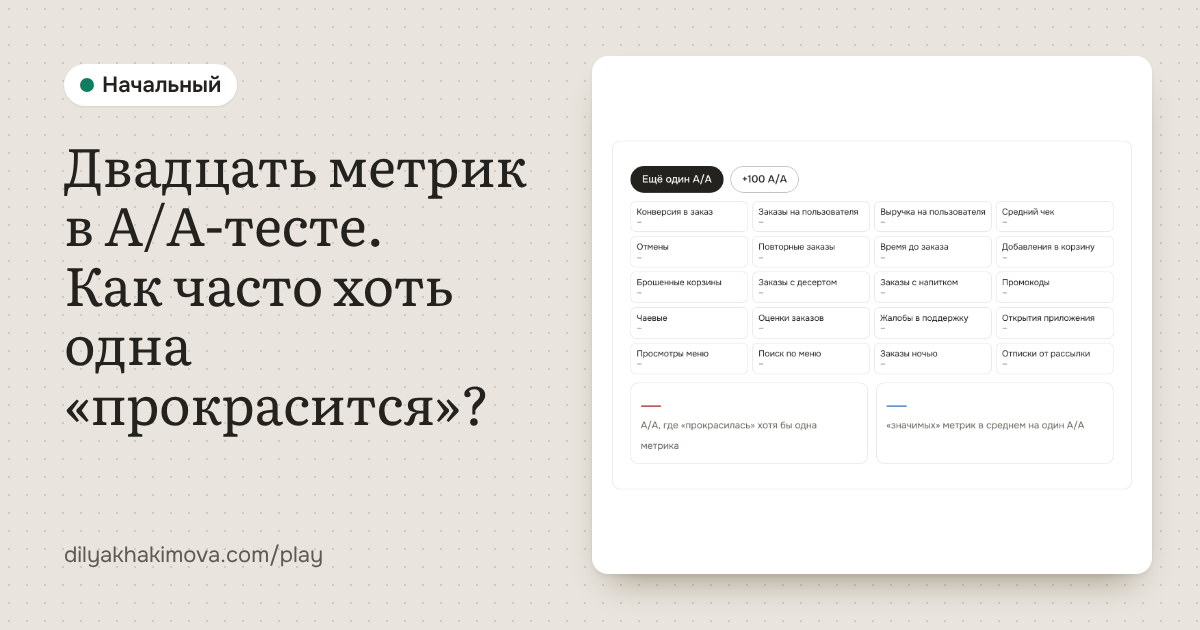 Начальный
Двадцать метрик
в А/А-тесте.
Как часто хоть
одна
«прокрасится»?
dilyakhakimova.com/play
Ещё один А/А
+100 А/А
Конверсия в заказ
–
Заказы на пользователя
–
Выручка на пользователя
–
Средний чек
–
Отмены
–
Повторные заказы
–
Время до заказа
–
Добавления в корзину
–
Брошенные корзины
–
Заказы с десертом
–
Заказы с напитком
–
Промокоды
–
Чаевые
–
Оценки заказов
–
Жалобы в поддержку
–
Открытия приложения
–
Просмотры меню
–
Поиск по меню
–
Заказы ночью
–
Отписки от рассылки
–
—
А/А, где «прокрасилась» хотя бы одна
метрика
—
«значимых» метрик в среднем на один А/А